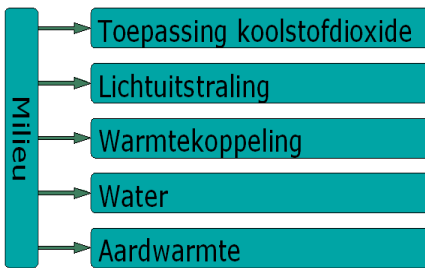 Milieu
Toepassing koolstofdioxide
Lichtuitstraling
Warmtekoppeling
Water
Aardwarmte